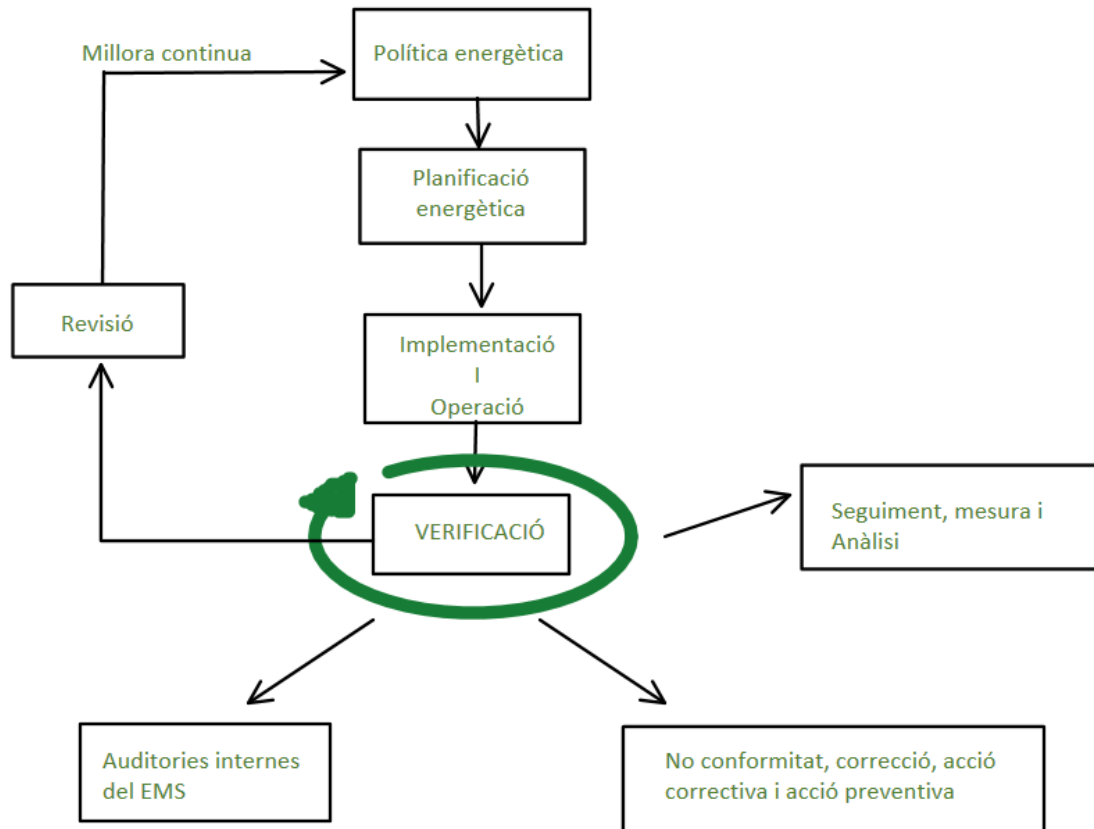 Millora continua
Política energètica
Planificació
energètica
Revisió
Implementació
I
Operació
VERIFICACIÓ
Seguiment, mesura i
Anàlisi
Auditories internes
del EMS
No conformitat, correcció, acció
correctiva i acció preventiva